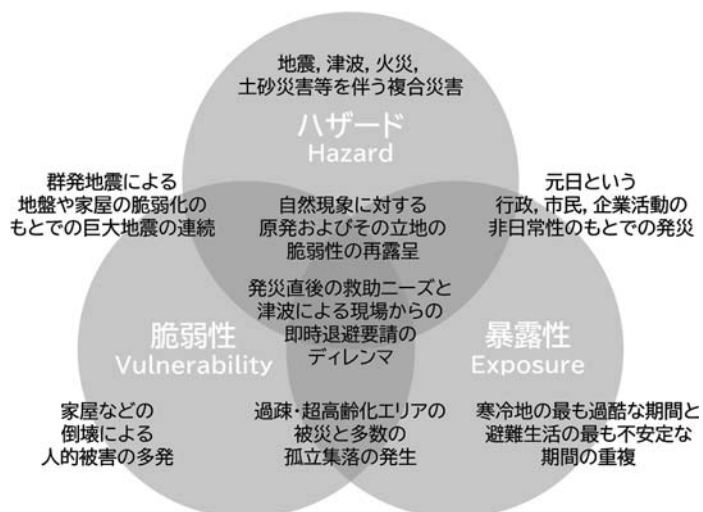 地震, 津波, 火災,
土砂災害等を伴う複合災害
ハザード
Hazard
群発地震による
地盤や家屋の脆弱化の
もとでの巨大地震の連続
自然現象に対する
原発およびその立地の
脆弱性の再露呈
元日という
行政, 市民, 企業活動の
非日常性のもとでの発災
発災直後の救助ニーズと
津波による現場からの
即時退避要請の
ディレンマ
脆弱性
Vulnerability
暴露性
Exposure
家屋などの
倒壊による
人的被害の多発
過疎・超高齢化エリアの
被災と多数の
孤立集落の発生
寒冷地の最も過酷な期間と
避難生活の最も不安定な
期間の重複